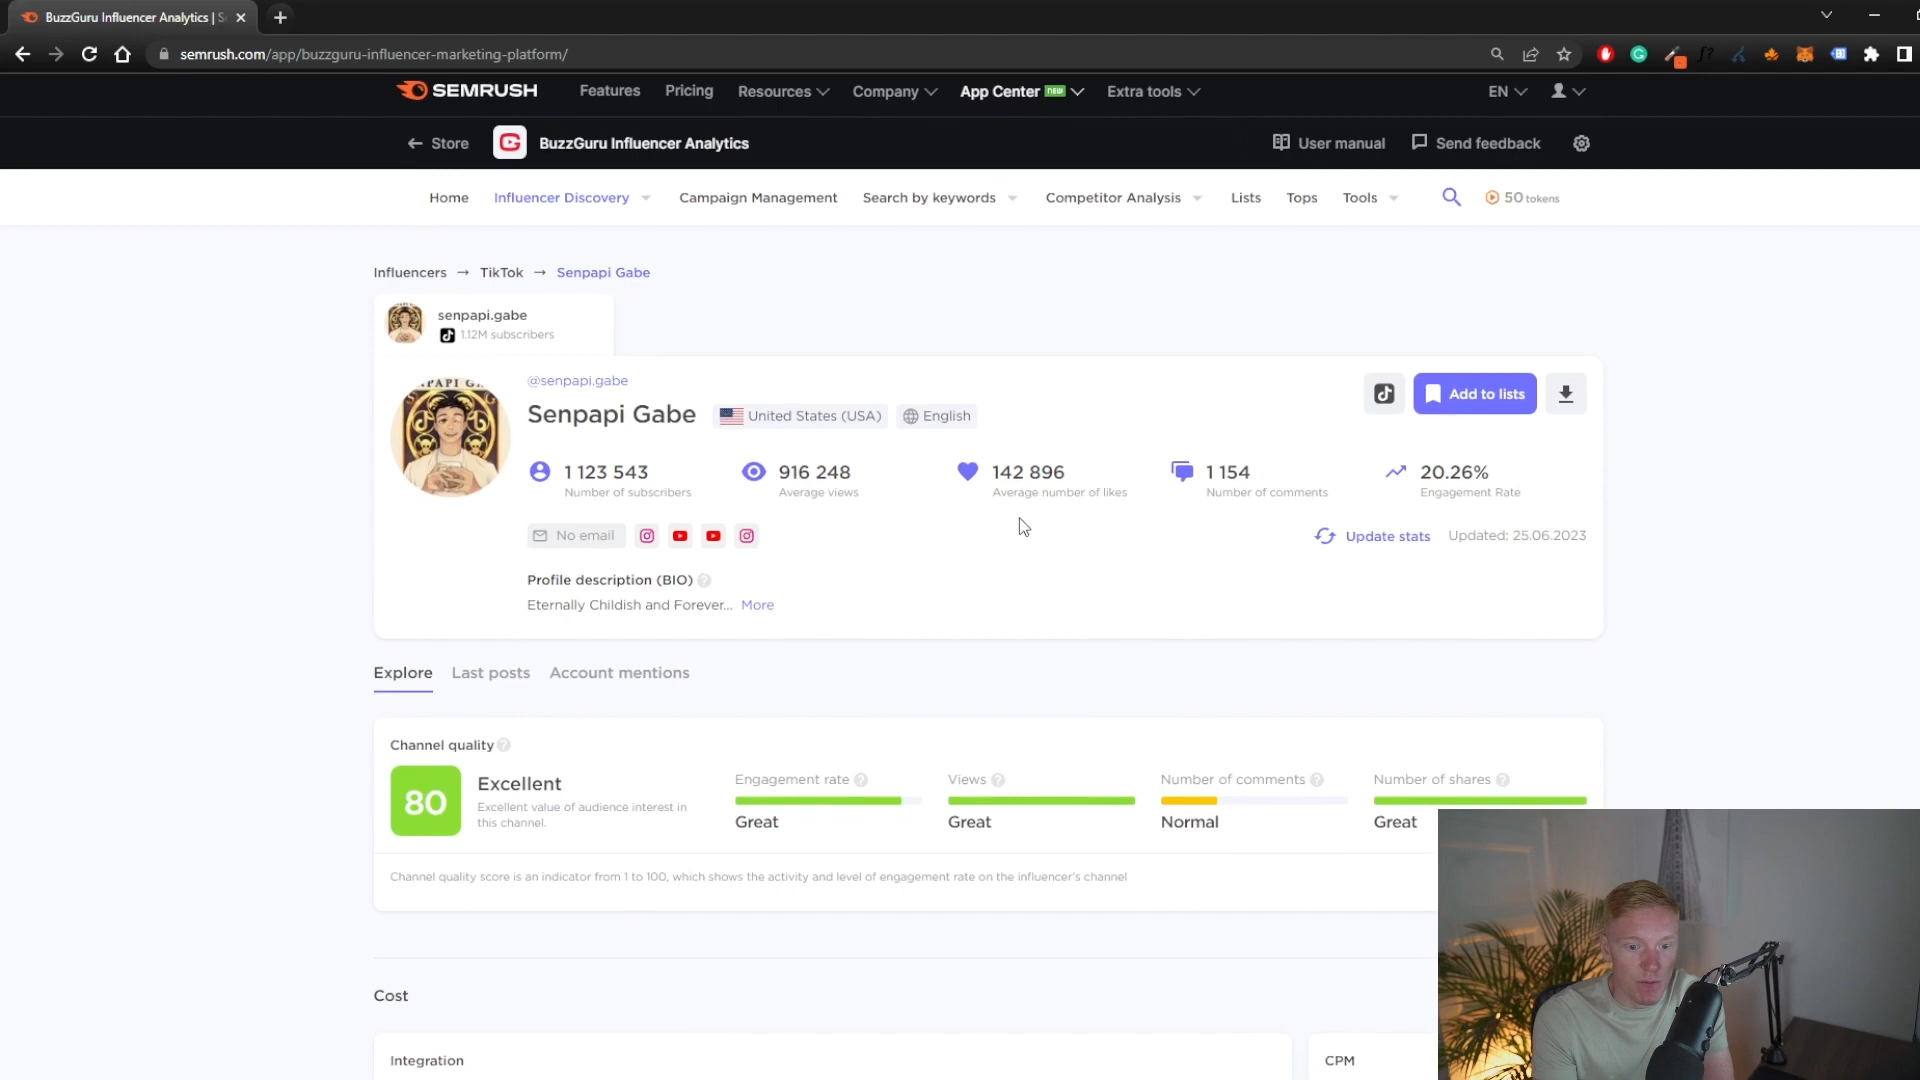 BuzzGuru Influencer Analytics | S
semrush.com/app/buzzguru-influencer-marketing-platform/
SEMRUSH Features Pricing Resources Company App Center NEW Extra tools EN
Store BuzzGuru Influencer Analytics User manual Send feedback
Home Influencer Discovery Campaign Management Search by keywords Competitor Analysis Lists Tops Tools 50 tokens
Influencers → TikTok → Senpapi Gabe
senpapi.gabe
1.12M subscribers
@senpapi.gabe
Senpapi Gabe United States (USA) English
Add to lists
1 123 543 916 248 142 896 1 154 20.26%
Number of subscribers Average views Average number of likes Number of comments Engagement Rate
No email Update stats Updated: 25.06.2023
Profile description (BIO)
Eternally Childish and Forever... More
Explore Last posts Account mentions
Channel quality
80 Excellent
Excellent value of audience interest in
this channel.
Engagement rate Views Number of comments Number of shares
Great Great Normal Great
Channel quality score is an indicator from 1 to 100, which shows the activity and level of engagement rate on the influencer's channel
Cost
Integration CPM